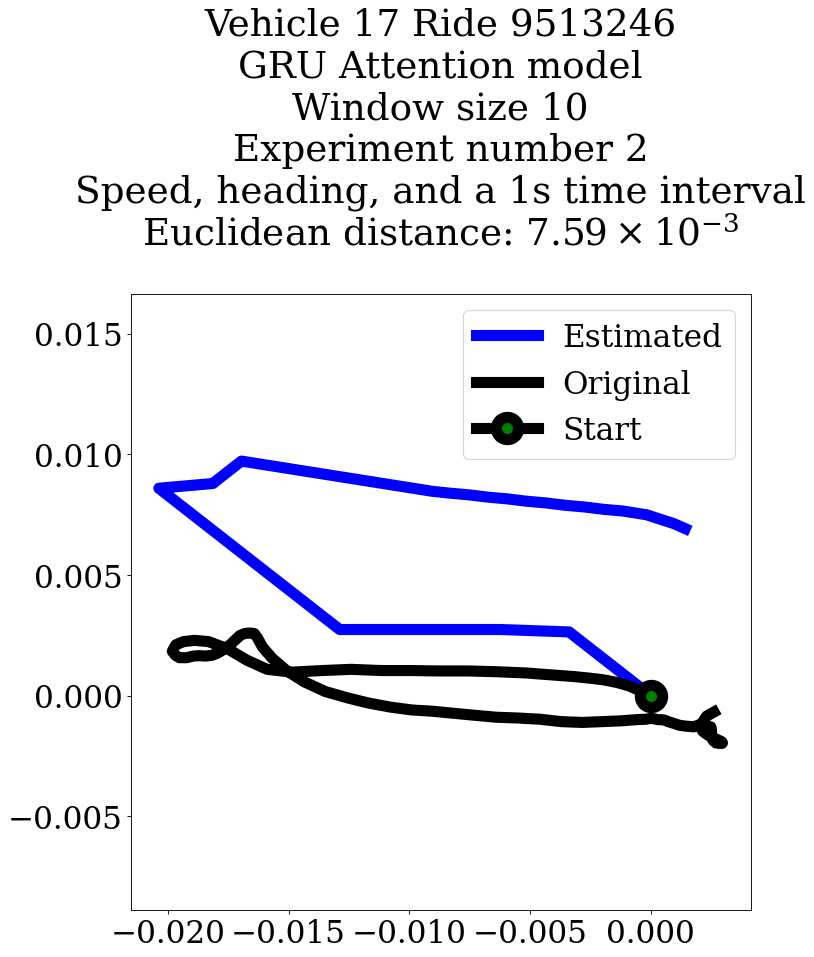 Vehicle 17 Ride 9513246
GRU Attention model
Window size 10
Experiment number 2
Speed, heading, and a 1s time interval
Euclidean distance: 7.59 × 10⁻³
Estimated
Original
Start
0.015
0.010
0.005
0.000
−0.005
−0.020 −0.015 −0.010 −0.005 0.000